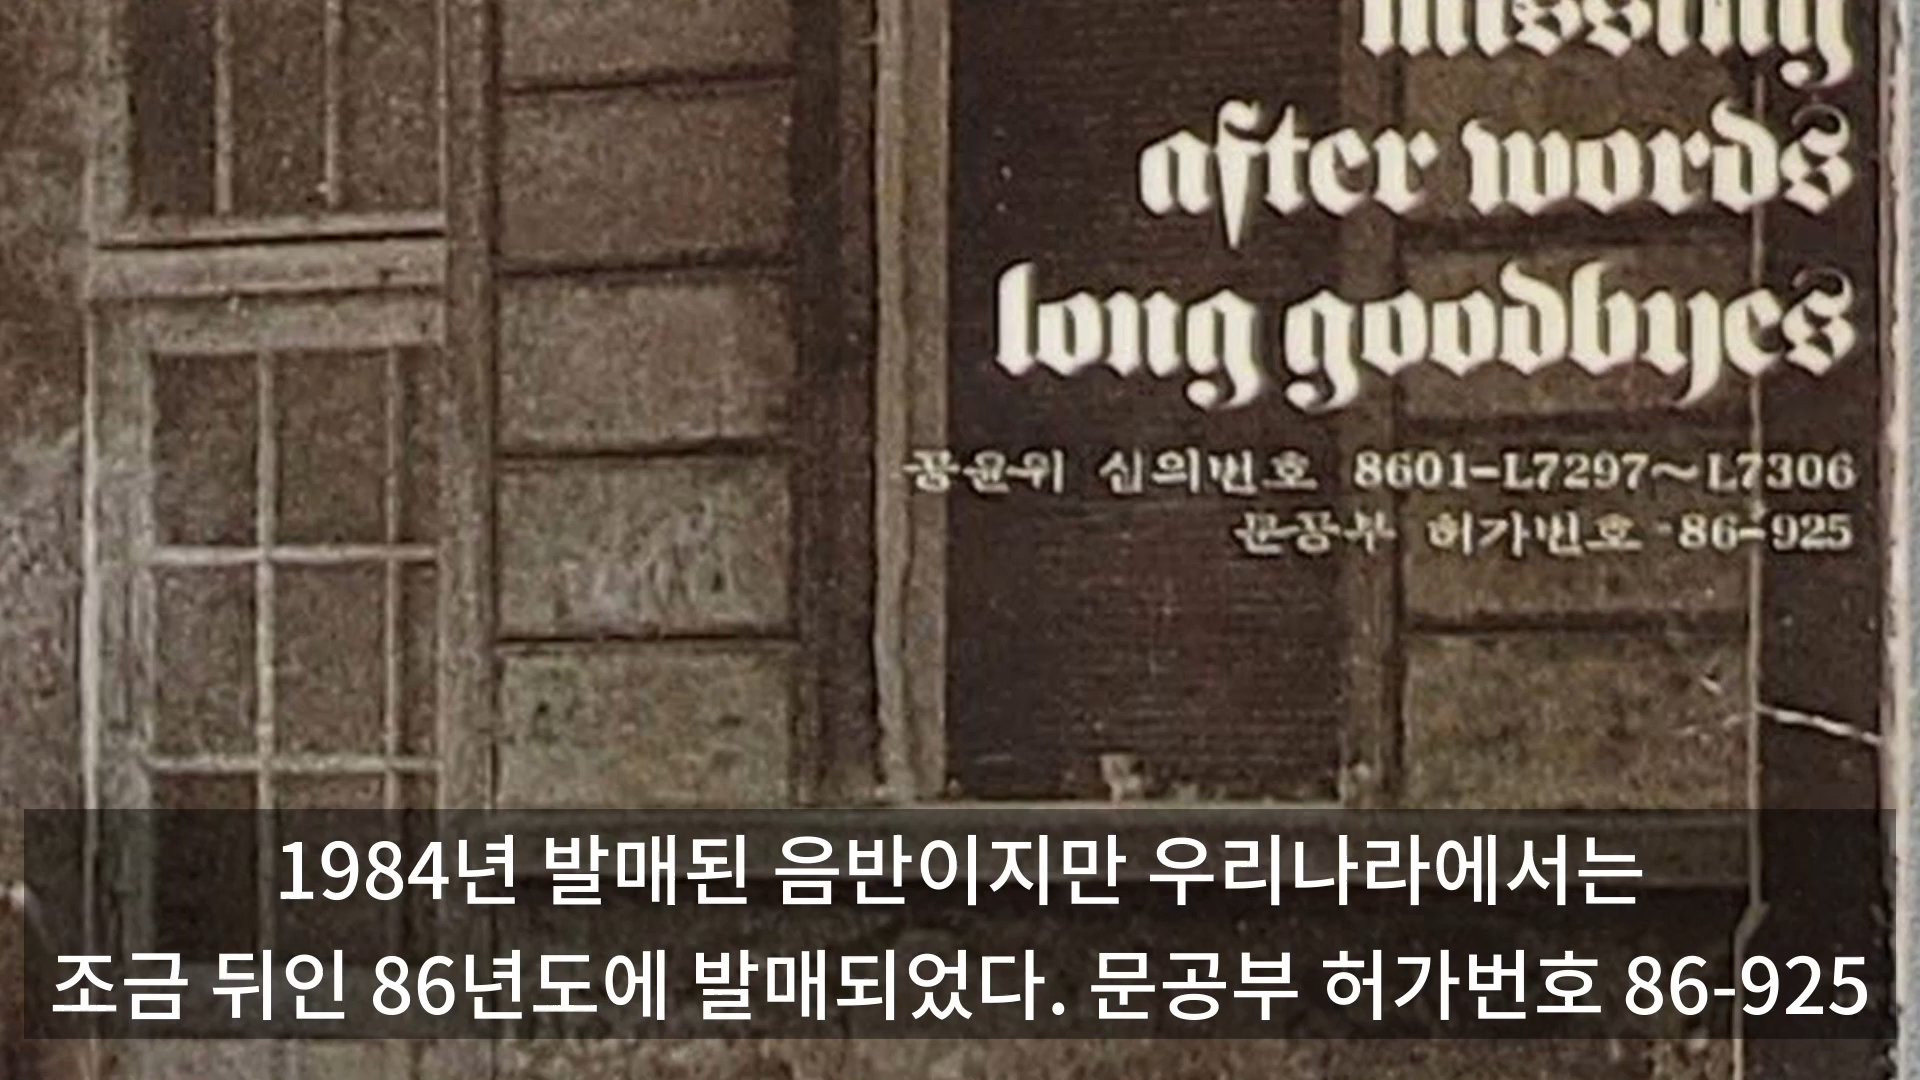 missing
after words
long goodbyes
공윤위 심의번호 8601-L7297~L7306
문공부 허가번호 86-925
1984년 발매된 음반이지만 우리나라에서는
조금 뒤인 86년도에 발매되었다. 문공부 허가번호 86-925